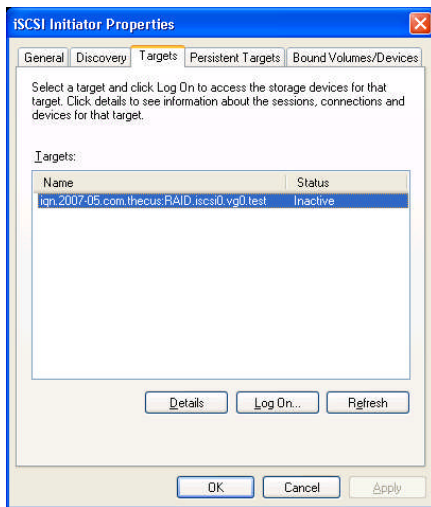 iSCSI Initiator Properties
General Discovery Targets Persistent Targets Bound Volumes/Devices
Select a target and click Log On to access the storage devices for that
target. Click details to see information about the sessions, connections and
devices for that target.
Targets:
Name Status
iqn.2007-05.com.thecus:RAID.iscsi0.vg0.test Inactive
Details Log On... Refresh
OK Cancel Apply